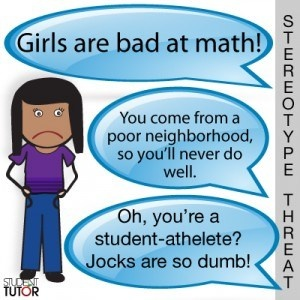 Girls are bad at math!
You come from a
poor neighborhood,
so you'll never do
well.
Oh, you're a
student-athelete?
Jocks are so dumb!
STEREOTYPE THREAT
STUDENT
TUTOR